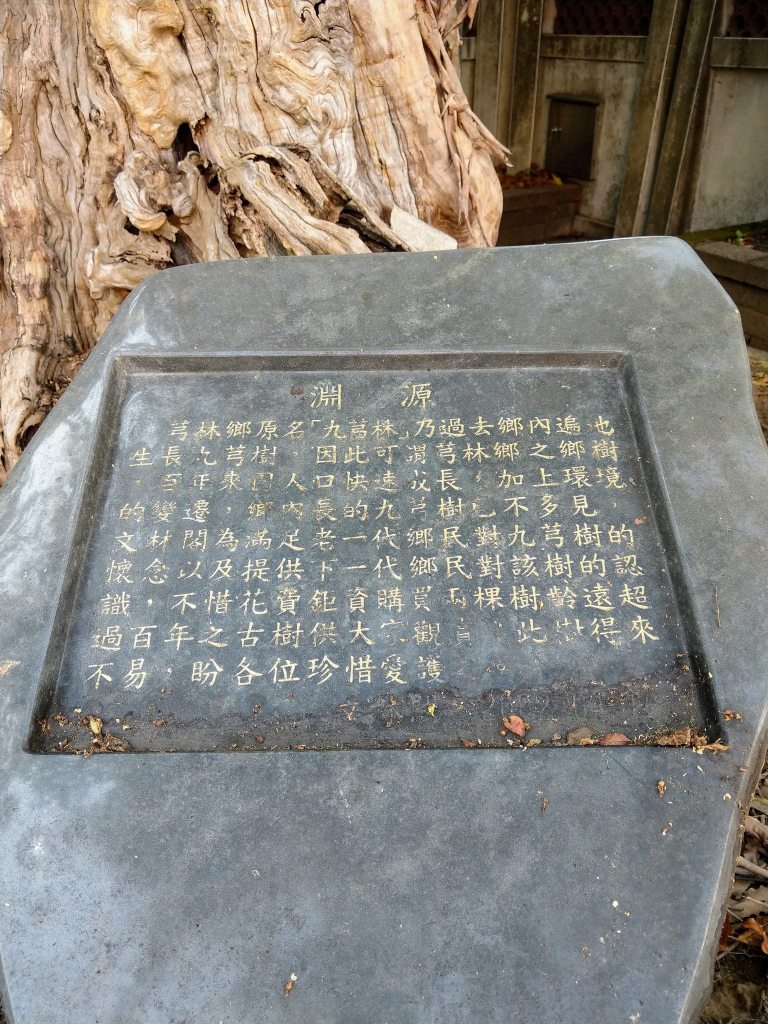 淵源
芎林鄉原名「九芎林」乃過去鄉內遍地
生長九芎樹因此可謂芎林鄉之鄉樹
，百年來，因人口快速成長，加上環境
的變遷，鄉內的九芎樹已不多見，
文林閣為滿足老一代鄉民對九芎樹的
懷念以及提供下一代鄉民對該樹的認
識，不惜花費鉅資購買兩棵樹齡遠超
過百年之古樹供大家觀賞，此樹得來
不易，盼各位珍惜愛護